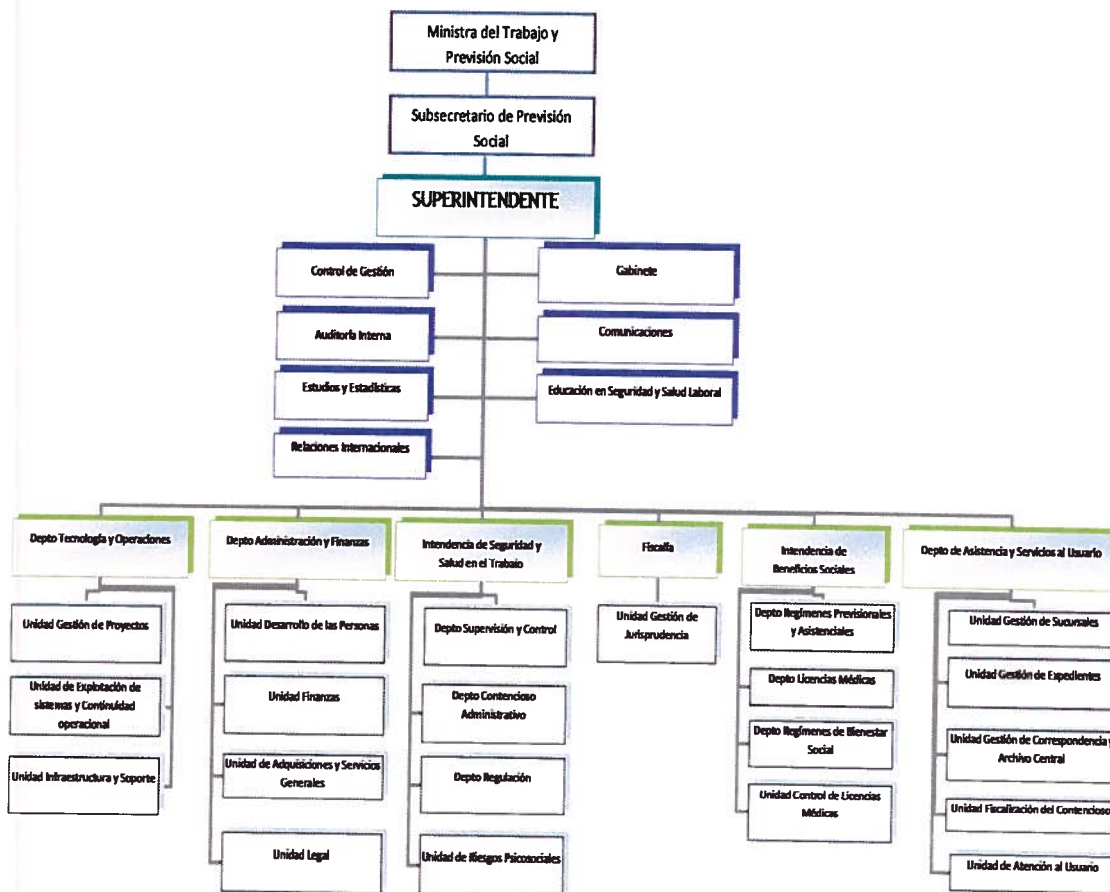 Ministra del Trabajo y
Previsión Social
Subsecretario de Previsión
Social
SUPERINTENDENTE
Control de Gestión
Gabinete
Auditoría Interna
Comunicaciones
Estudios y Estadísticas
Educación en Seguridad y Salud Laboral
Relaciones Internacionales
Depto Tecnología y Operaciones
Unidad Gestión de Proyectos
Unidad de Explotación de
sistemas y Continuidad
operacional
Unidad Infraestructura y Soporte
Depto Administración y Finanzas
Unidad Desarrollo de las Personas
Unidad Finanzas
Unidad de Adquisiciones y Servicios
Generales
Unidad Legal
Intendencia de Seguridad y
Salud en el Trabajo
Depto Supervisión y Control
Depto Contencioso
Administrativo
Depto Regulación
Unidad de Riesgos Psicosociales
Fiscalía
Unidad Gestión de
Jurisprudencia
Intendencia de
Beneficios Sociales
Depto Regímenes Previsionales
y Asistenciales
Depto Licencias Médicas
Depto Regímenes de Bienestar
Social
Unidad Control de Licencias
Médicas
Depto de Asistencia y Servicios al Usuario
Unidad Gestión de Sucursales
Unidad Gestión de Expedientes
Unidad Gestión de Correspondencia y
Archivo Central
Unidad Fiscalización del Contencioso
Unidad de Atención al Usuario